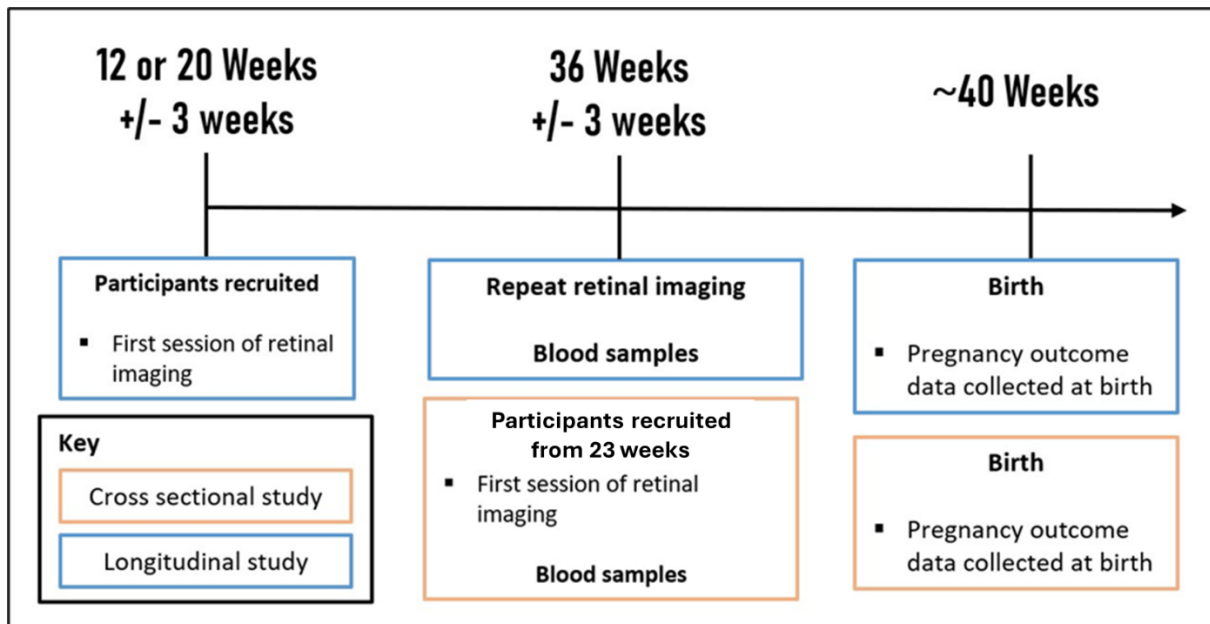 12 or 20 Weeks
+/- 3 weeks
36 Weeks
+/- 3 weeks
~40 Weeks
Participants recruited
▪ First session of retinal
imaging
Key
Cross sectional study
Longitudinal study
Repeat retinal imaging
Blood samples
Participants recruited
from 23 weeks
▪ First session of retinal
imaging
Blood samples
Birth
▪ Pregnancy outcome
data collected at birth
Birth
▪ Pregnancy outcome
data collected at birth